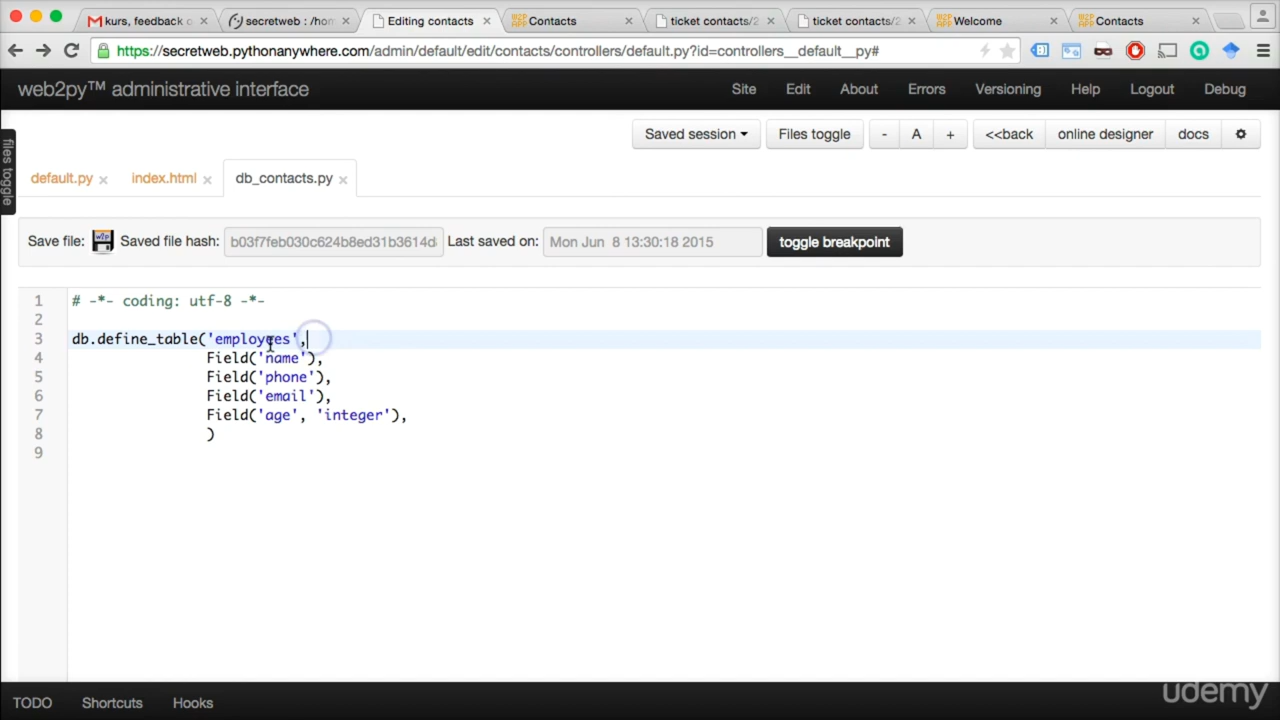 kurs, feedback o
secretweb : /hom
Editing contacts
Contacts
ticket contacts/2
ticket contacts/2
Welcome
Contacts
https://secretweb.pythonanywhere.com/admin/default/edit/contacts/controllers/default.py?id=controllers__default__py#
web2py™ administrative interface
Site Edit About Errors Versioning Help Logout Debug
files toggle
Saved session Files toggle - A + <<back online designer docs
default.py index.html db_contacts.py
Save file: Saved file hash: b03f7feb030c624b8ed31b3614d Last saved on: Mon Jun 8 13:30:18 2015 toggle breakpoint
1 # -*- coding: utf-8 -*-
2
3 db.define_table('employees',
4 Field('name'),
5 Field('phone'),
6 Field('email'),
7 Field('age', 'integer'),
8 )
9
TODO Shortcuts Hooks
udemy